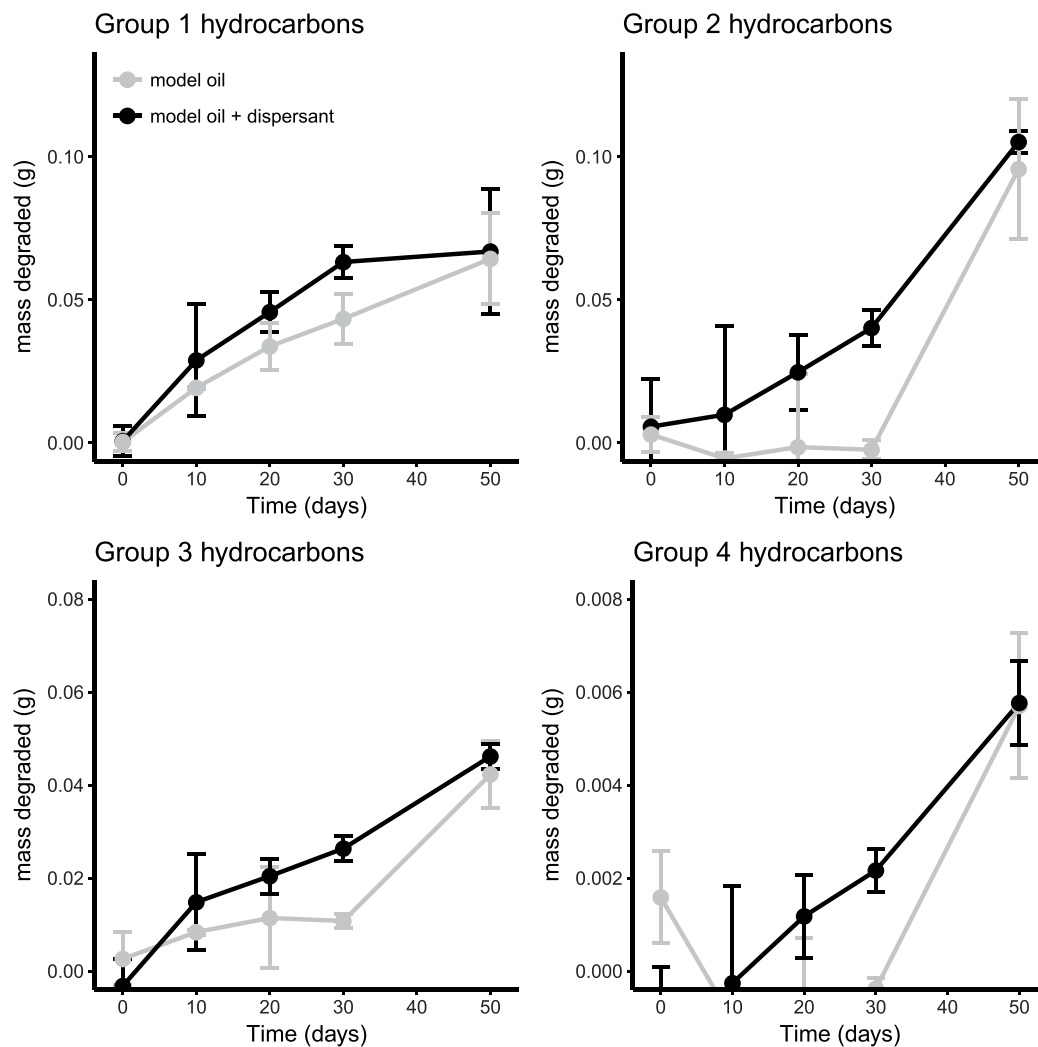 Group 1 hydrocarbons
model oil
model oil + dispersant
mass degraded (g)
0.10
0.05
0.00
0 10 20 30 40 50
Time (days)
Group 2 hydrocarbons
mass degraded (g)
0.10
0.05
0.00
0 10 20 30 40 50
Time (days)
Group 3 hydrocarbons
mass degraded (g)
0.08
0.06
0.04
0.02
0.00
0 10 20 30 40 50
Time (days)
Group 4 hydrocarbons
mass degraded (g)
0.008
0.006
0.004
0.002
0.000
0 10 20 30 40 50
Time (days)